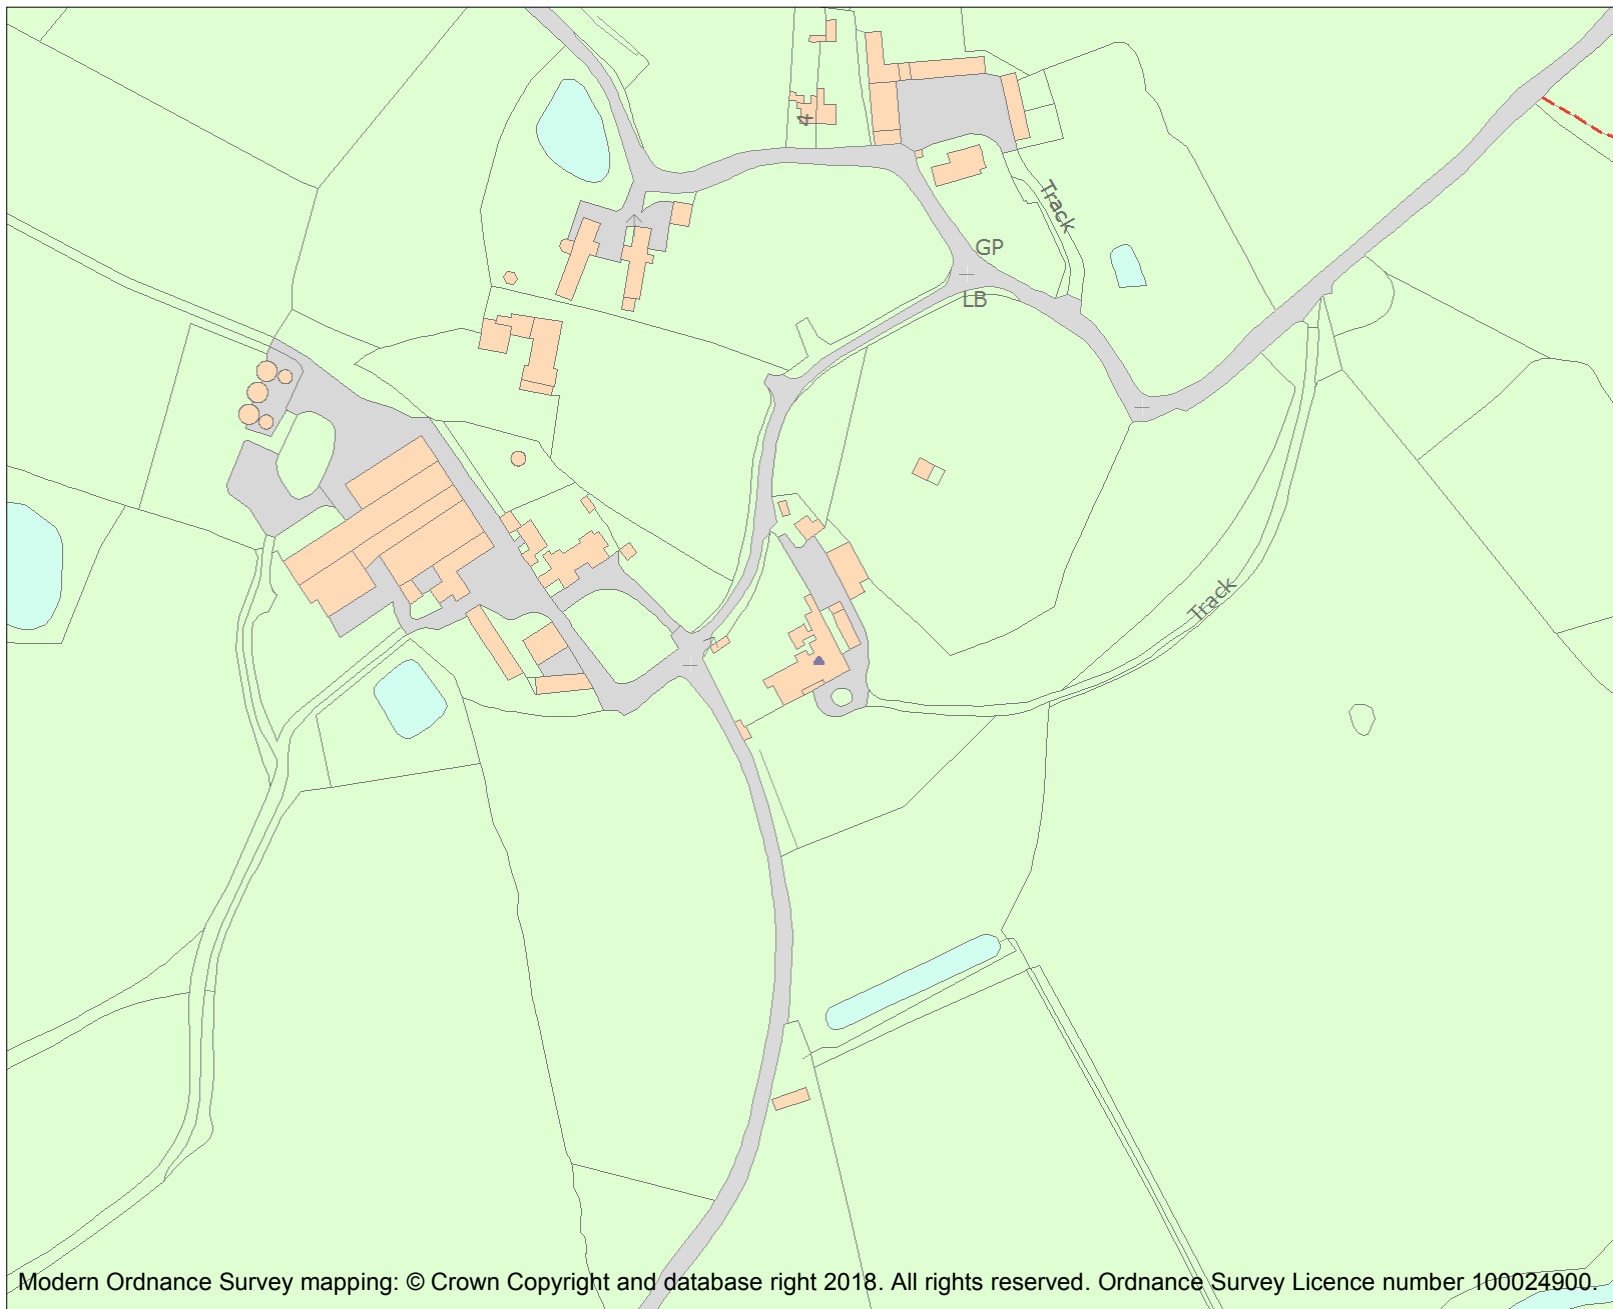 4
Track
GP
LB
Track
Modern Ordnance Survey mapping: © Crown Copyright and database right 2018. All rights reserved. Ordnance Survey Licence number 100024900.